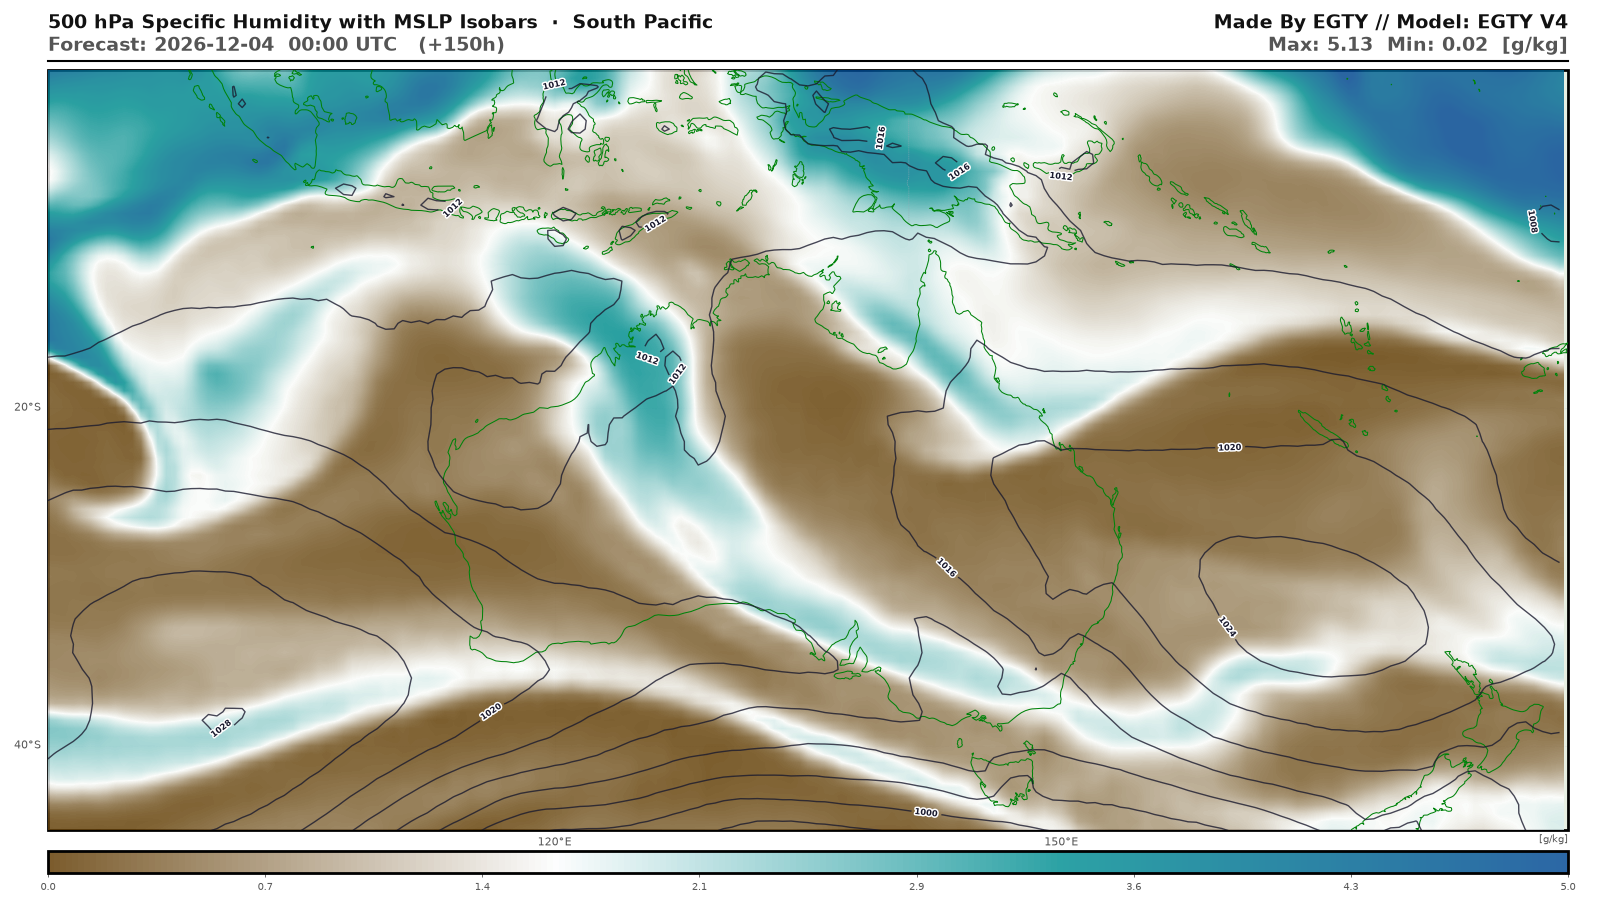 500 hPa Specific Humidity with MSLP Isobars · South Pacific
Made By EGTY // Model: EGTY V4
Forecast: 2026-12-04 00:00 UTC (+150h)
Max: 5.13 Min: 0.02 [g/kg]
1012
1016
1016
1012
1012
1012
1008
1012
1012
20°S
1020
1016
1024
1020
1028
40°S
1000
120°E
150°E
[g/kg]
0.0
0.7
1.4
2.1
2.9
3.6
4.3
5.0